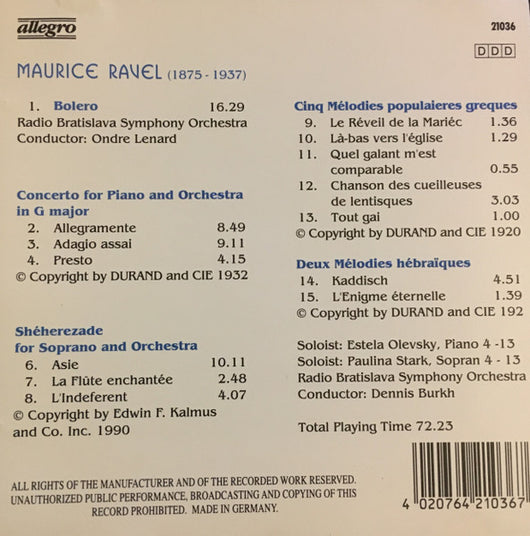 allegro
21036
DDD
MAURICE RAVEL (1875 - 1937)
1. Bolero 16.29
Radio Bratislava Symphony Orchestra
Conductor: Ondre Lenard
Concerto for Piano and Orchestra
in G major
2. Allegramente 8.49
3. Adagio assai 9.11
4. Presto 4.15
© Copyright by DURAND and CIE 1932
Shéherezade
for Soprano and Orchestra
6. Asie 10.11
7. La Flûte enchantée 2.48
8. L'Indeferent 4.07
© Copyright by Edwin F. Kalmus
and Co. Inc. 1990
Cinq Mélodies populaieres greques
9. Le Réveil de la Mariéc 1.36
10. Là-bas vers l'église 1.29
11. Quel galant m'est
comparable 0.55
12. Chanson des cueilleuses
de lentisques 3.03
13. Tout gai 1.00
© Copyright by DURAND and CIE 1920
Deux Mélodies hébraïques
14. Kaddisch 4.51
15. L'Enigme éternelle 1.39
© Copyright by DURAND and CIE 192
Soloist: Estela Olevsky, Piano 4 -13
Soloist: Paulina Stark, Sopran 4 - 13
Radio Bratislava Symphony Orchestra
Conductor: Dennis Burkh
Total Playing Time 72.23
ALL RIGHTS OF THE MANUFACTURER AND OF THE RECORDED WORK RESERVED.
UNAUTHORIZED PUBLIC PERFORMANCE, BROADCASTING AND COPYING OF THIS
RECORD PROHIBITED. MADE IN GERMANY.
4 020764 210367